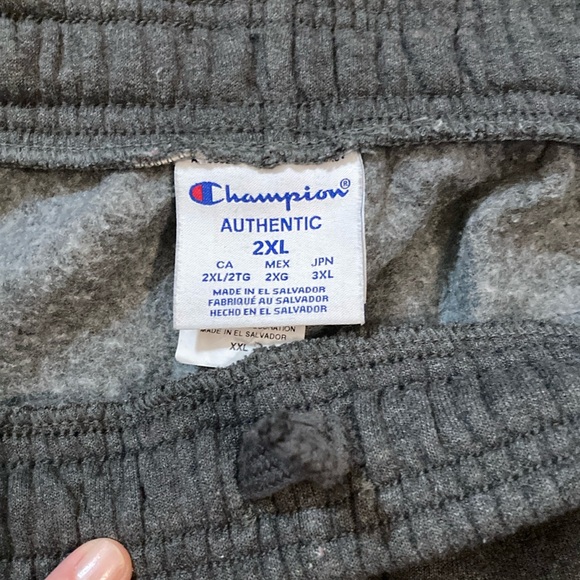 Champion®
AUTHENTIC
2XL
CA MEX JPN
2XL/2TG 2XG 3XL
MADE IN EL SALVADOR
FABRIQUÉ AU SALVADOR
HECHO EN EL SALVADOR
MADE IN EL SALVADOR
XXL